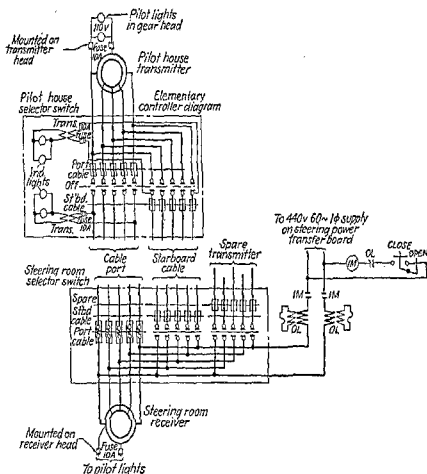 Pilot lights
in gear head
110V
Mounted on
transmitter
head
Fuse
10A
Pilot house
transmitter
Pilot house
selector switch
Elementary
controller diagram
Trans.
10A
fuse
Ind.
lights
Port
cable
Off
St'bd.
cable
Trans.
Fuse
10A
To 440v 60~ 1ϕ supply
on steering power
transfer board
CLOSE
OPEN
OL
1M
Cable
port
Starboard
cable
Spare
transmitter
Steering room
selector switch
1M
1M
Spare
Stbd
cable
Port
cable
OL
OL
Steering room
receiver
Mounted on
receiver head
Fuse
10A
To pilot lights